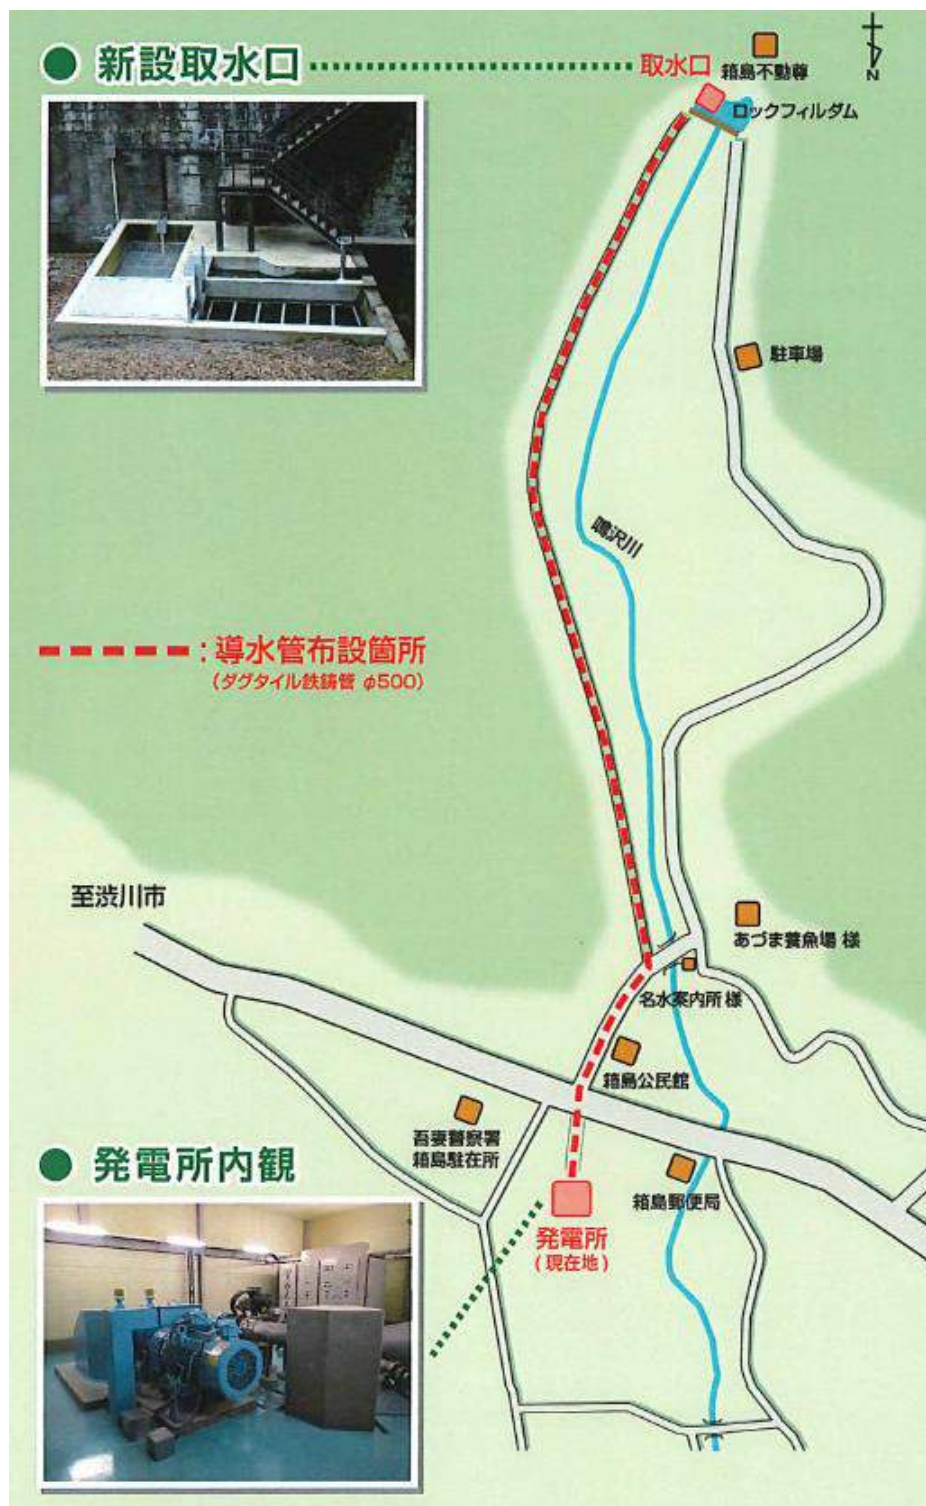 ● 新設取水口
取水口
箱島不動尊
N
ロックフィルダム
駐車場
鳴沢川
：導水管布設箇所
（ダグタイル鉄鋳管 φ500）
至渋川市
あづま養魚場 様
名水案内所 様
箱島公民館
吾妻警察署
箱島駐在所
● 発電所内観
箱島郵便局
発電所
（現在地）